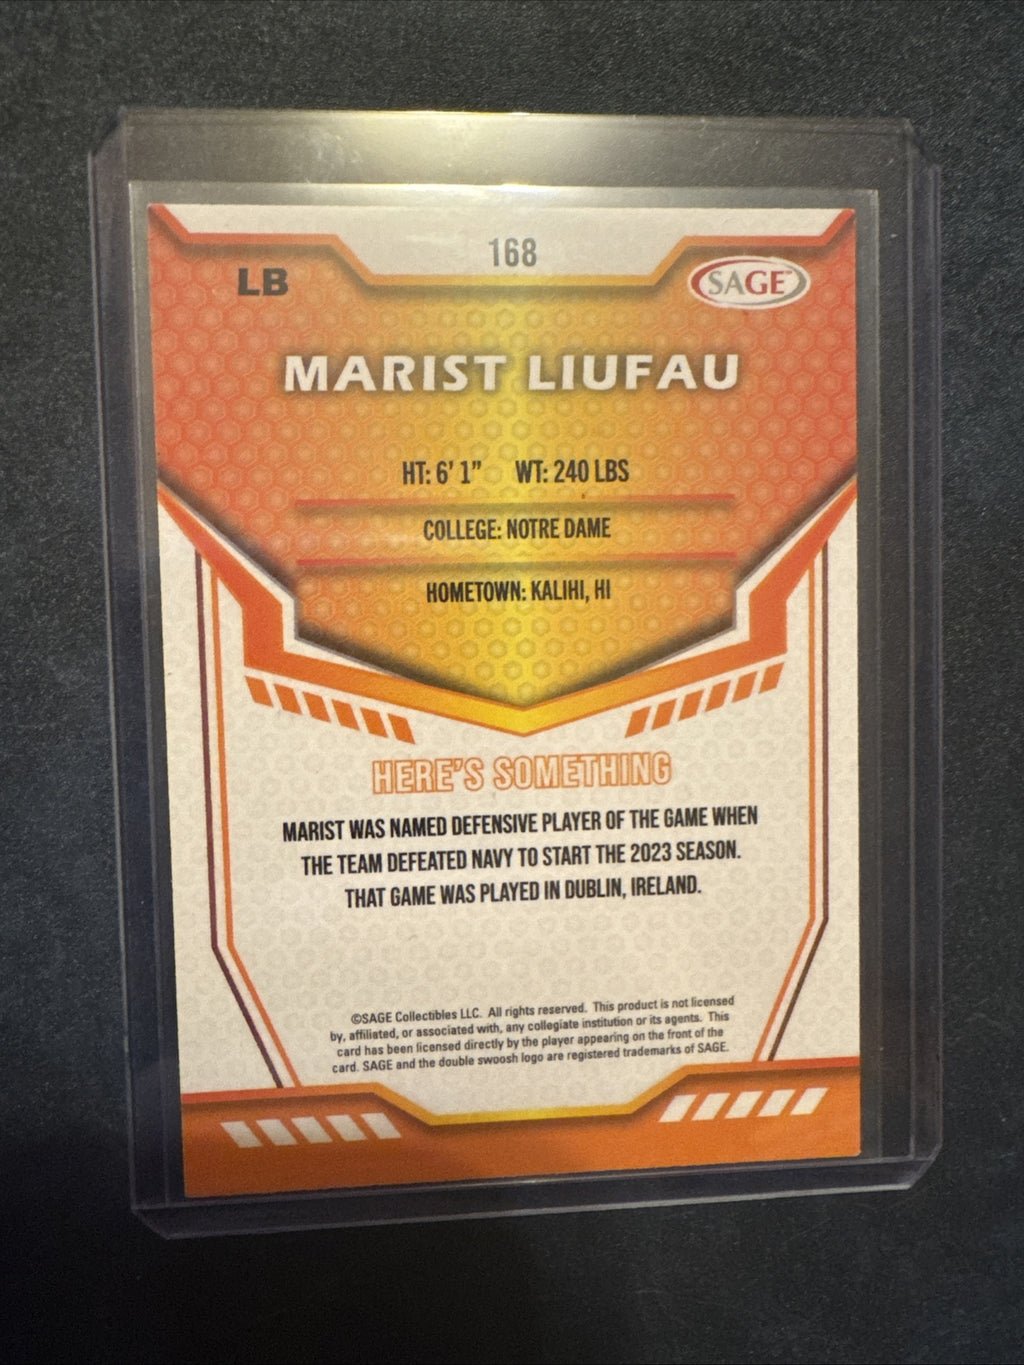 168
LB
SAGE™
MARIST LIUFAU
HT: 6' 1" WT: 240 LBS
COLLEGE: NOTRE DAME
HOMETOWN: KALIHI, HI
HERE'S SOMETHING
MARIST WAS NAMED DEFENSIVE PLAYER OF THE GAME WHEN
THE TEAM DEFEATED NAVY TO START THE 2023 SEASON.
THAT GAME WAS PLAYED IN DUBLIN, IRELAND.
©SAGE Collectibles LLC. All rights reserved. This product is not licensed
by, affiliated, or associated with, any collegiate institution or its agents. This
card has been licensed directly by the player appearing on the front of the
card. SAGE and the double swoosh logo are registered trademarks of SAGE.